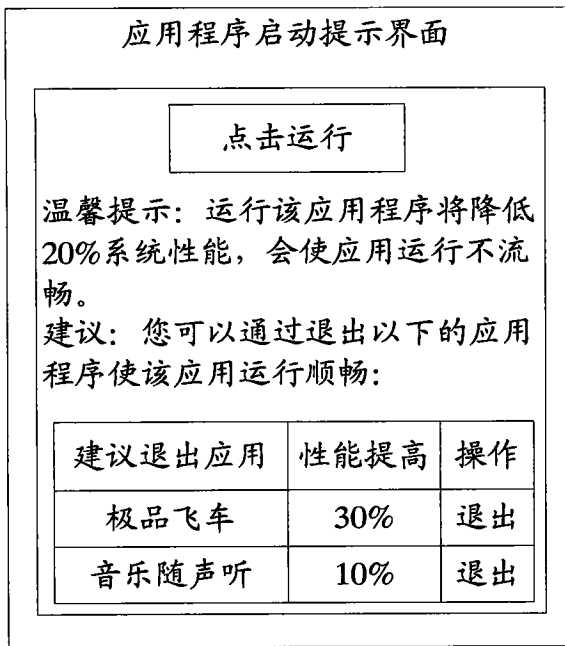 应用程序启动提示界面
点击运行
温馨提示：运行该应用程序将降低
20%系统性能，会使应用运行不流
畅。
建议：您可以通过退出以下的应用
程序使该应用运行顺畅：
建议退出应用 性能提高 操作
极品飞车 30% 退出
音乐随声听 10% 退出